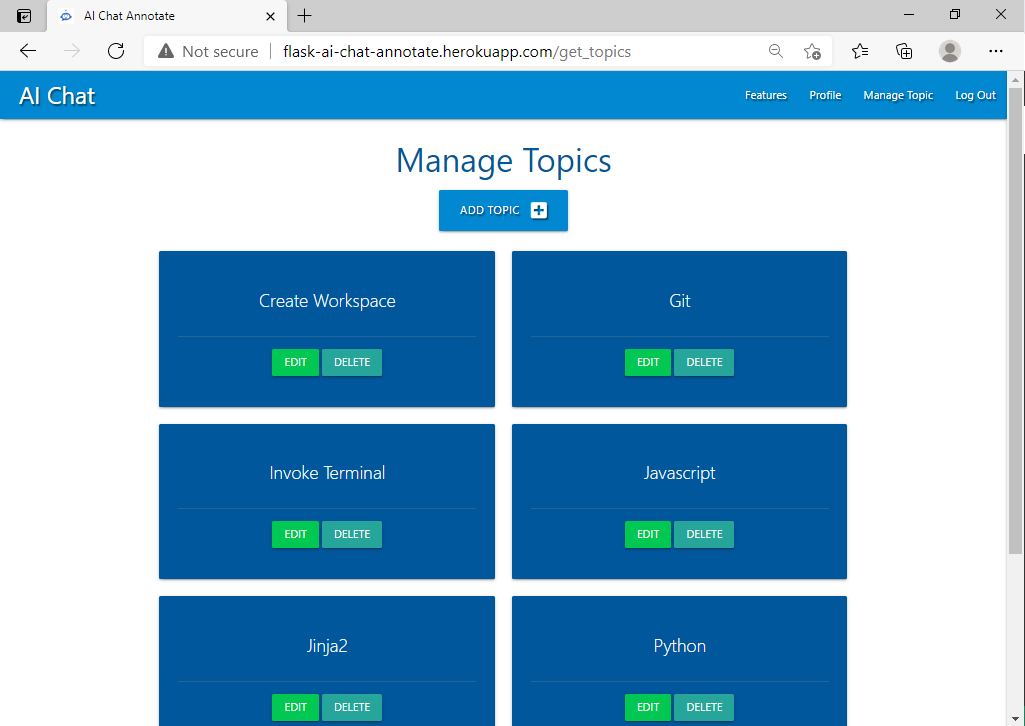 AI Chat Annotate
Not secure flask-ai-chat-annotate.herokuapp.com/get_topics
AI Chat Features Profile Manage Topic Log Out
Manage Topics
ADD TOPIC
Create Workspace Git
EDIT DELETE EDIT DELETE
Invoke Terminal Javascript
EDIT DELETE EDIT DELETE
Jinja2 Python
EDIT DELETE EDIT DELETE